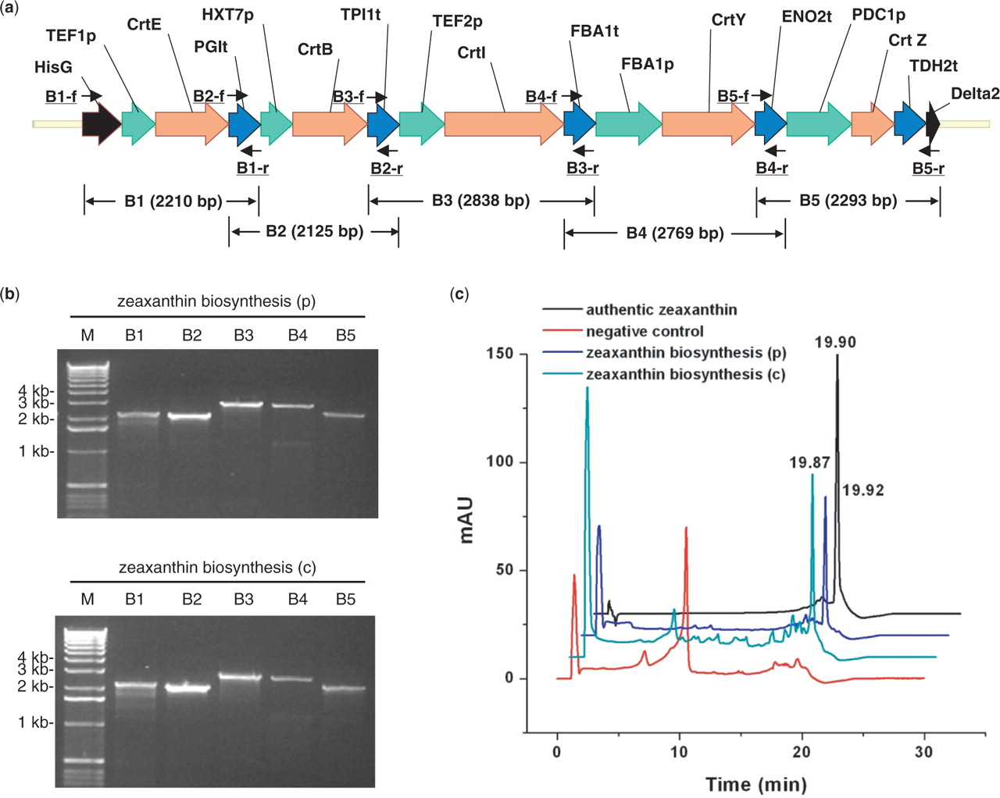 (a)
HisG
TEF1p
CrtE
PGIt
HXT7p
CrtB
TPI1t
TEF2p
CrtI
FBA1t
FBA1p
CrtY
ENO2t
PDC1p
Crt Z
TDH2t
Delta2
B1-f
B2-f
B3-f
B4-f
B5-f
B1-r
B2-r
B3-r
B4-r
B5-r
B1 (2210 bp)
B3 (2838 bp)
B5 (2293 bp)
B2 (2125 bp)
B4 (2769 bp)
(b)
zeaxanthin biosynthesis (p)
M B1 B2 B3 B4 B5
4 kb-
3 kb-
2 kb-
1 kb-
zeaxanthin biosynthesis (c)
M B1 B2 B3 B4 B5
4 kb-
3 kb-
2 kb-
1 kb-
(c)
authentic zeaxanthin
negative control
zeaxanthin biosynthesis (p)
zeaxanthin biosynthesis (c)
19.90
19.87
19.92
150
100
50
0
mAU
0 10 20 30
Time (min)